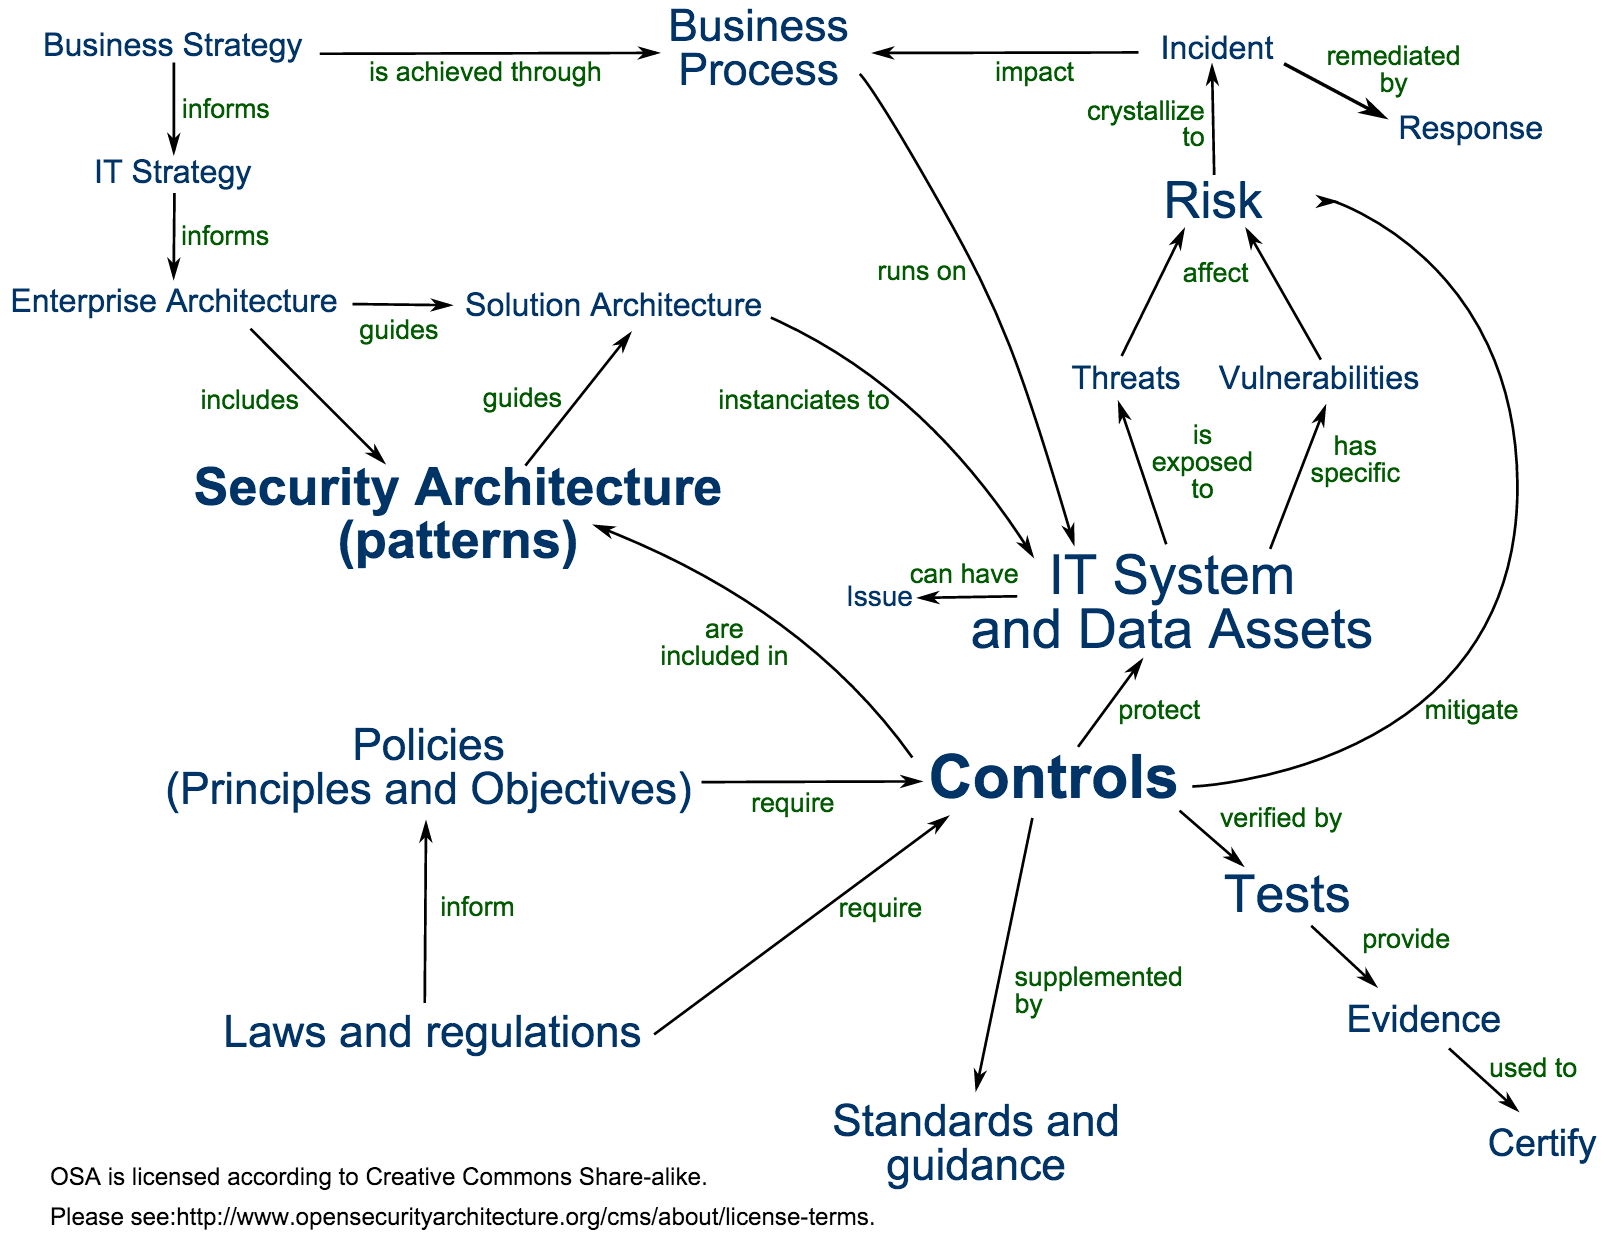 Business Strategy
is achieved through
Business
Process
impact
Incident
remediated
by
Response
informs
crystallize
to
IT Strategy
Risk
informs
runs on
affect
Enterprise Architecture
guides
Solution Architecture
includes
guides
instanciates to
Threats
Vulnerabilities
is
exposed
to
has
specific
Security Architecture
(patterns)
can have
Issue
IT System
and Data Assets
are
included in
protect
mitigate
Policies
(Principles and Objectives)
require
Controls
verified by
Tests
inform
require
provide
supplemented
by
Evidence
Laws and regulations
used to
Standards and
guidance
Certify
OSA is licensed according to Creative Commons Share-alike.
Please see:http://www.opensecurityarchitecture.org/cms/about/license-terms.